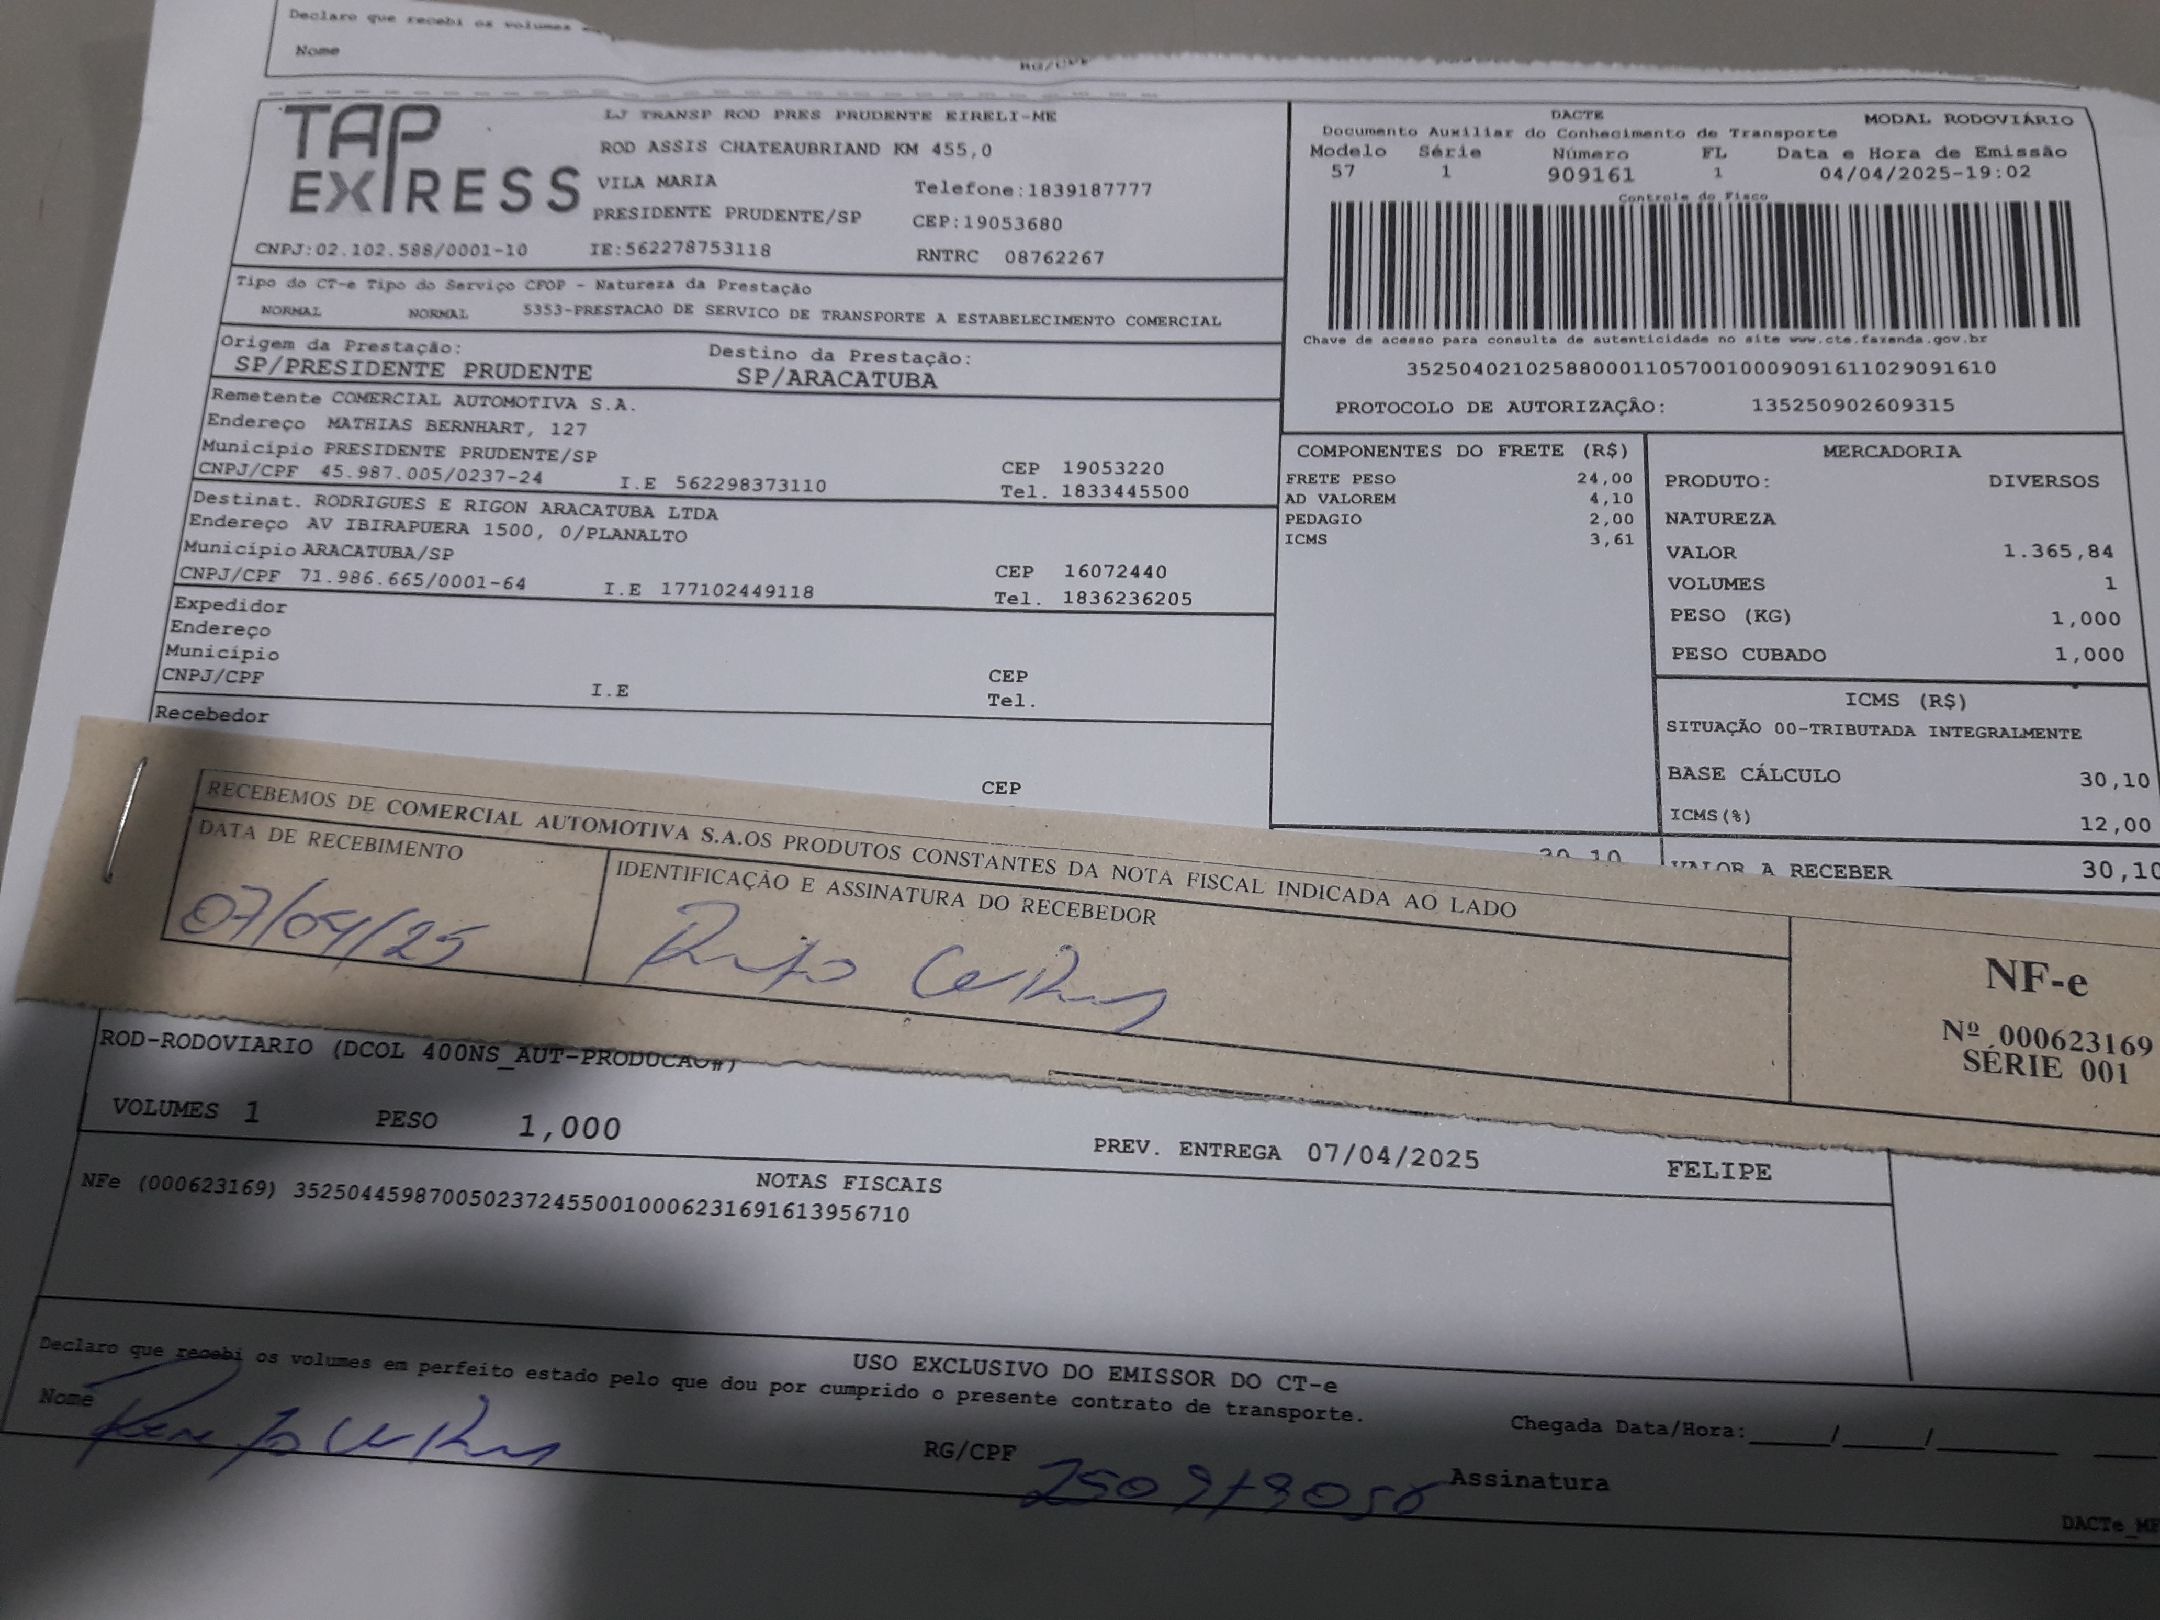 Declaro que recebi os volumes
Nome
RG/CPF
TAP EXPRESS
LJ TRANSP ROD PRES PRUDENTE EIRELI-ME
ROD ASSIS CHATEAUBRIAND KM 455,0
VILA MARIA Telefone:1839187777
PRESIDENTE PRUDENTE/SP CEP:19053680
CNPJ:02.102.588/0001-10 IE:562278753118 RNTRC 08762267
DACTE MODAL RODOVIÁRIO
Documento Auxiliar do Conhecimento de Transporte
Modelo Série Número FL Data e Hora de Emissão
57 1 909161 1 04/04/2025-19:02
Controle do Fisco
Chave de acesso para consulta de autenticidade no site www.cte.fazenda.gov.br
35250402102588000110570010009091611029091610
PROTOCOLO DE AUTORIZAÇÃO: 135250902609315
Tipo do CT-e Tipo do Serviço CFOP - Natureza da Prestação
NORMAL NORMAL 5353-PRESTACAO DE SERVICO DE TRANSPORTE A ESTABELECIMENTO COMERCIAL
Origem da Prestação: Destino da Prestação:
SP/PRESIDENTE PRUDENTE SP/ARACATUBA
Remetente COMERCIAL AUTOMOTIVA S.A.
Endereço MATHIAS BERNHART, 127
Município PRESIDENTE PRUDENTE/SP CEP 19053220
CNPJ/CPF 45.987.005/0237-24 I.E 562298373110 Tel. 1833445500
Destinat. RODRIGUES E RIGON ARACATUBA LTDA
Endereço AV IBIRAPUERA 1500, 0/PLANALTO
Município ARACATUBA/SP CEP 16072440
CNPJ/CPF 71.986.665/0001-64 I.E 177102449118 Tel. 1836236205
Expedidor
Endereço
Município CEP
CNPJ/CPF I.E Tel.
Recebedor
CEP
COMPONENTES DO FRETE (R$)
FRETE PESO 24,00
AD VALOREM 4,10
PEDAGIO 2,00
ICMS 3,61
30,10
MERCADORIA
PRODUTO: DIVERSOS
NATUREZA
VALOR 1.365,84
VOLUMES 1
PESO (KG) 1,000
PESO CUBADO 1,000
ICMS (R$)
SITUAÇÃO 00-TRIBUTADA INTEGRALMENTE
BASE CÁLCULO 30,10
ICMS(%) 12,00
VALOR A RECEBER 30,10
RECEBEMOS DE COMERCIAL AUTOMOTIVA S.A.OS PRODUTOS CONSTANTES DA NOTA FISCAL INDICADA AO LADO
DATA DE RECEBIMENTO IDENTIFICAÇÃO E ASSINATURA DO RECEBEDOR
07/04/25
NF-e
Nº 000623169
SÉRIE 001
ROD-RODOVIARIO (DCOL 400NS_AUT-PRODUCAO#)
VOLUMES 1 PESO 1,000 PREV. ENTREGA 07/04/2025 FELIPE
NOTAS FISCAIS
NFe (000623169) 35250445987005023724550010006231691613956710
USO EXCLUSIVO DO EMISSOR DO CT-e
Declaro que recebi os volumes em perfeito estado pelo que dou por cumprido o presente contrato de transporte.
Nome RG/CPF Assinatura
Chegada Data/Hora:____/____/____